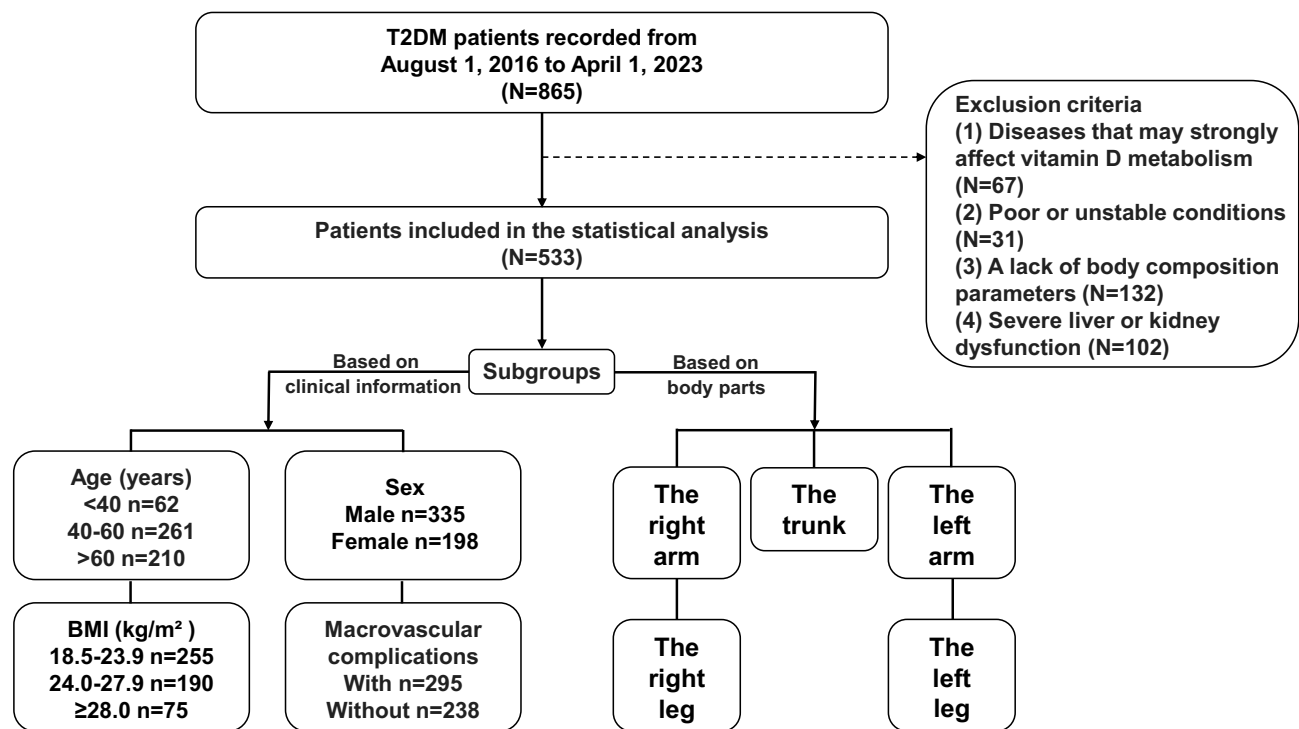 T2DM patients recorded from
August 1, 2016 to April 1, 2023
(N=865)
Exclusion criteria
(1) Diseases that may strongly
affect vitamin D metabolism
(N=67)
(2) Poor or unstable conditions
(N=31)
(3) A lack of body composition
parameters (N=132)
(4) Severe liver or kidney
dysfunction (N=102)
Patients included in the statistical analysis
(N=533)
Based on
clinical information
Subgroups
Based on
body parts
Age (years)
<40 n=62
40-60 n=261
>60 n=210
Sex
Male n=335
Female n=198
The
right
arm
The
trunk
The
left
arm
BMI (kg/m² )
18.5-23.9 n=255
24.0-27.9 n=190
≥28.0 n=75
Macrovascular
complications
With n=295
Without n=238
The
right
leg
The
left
leg